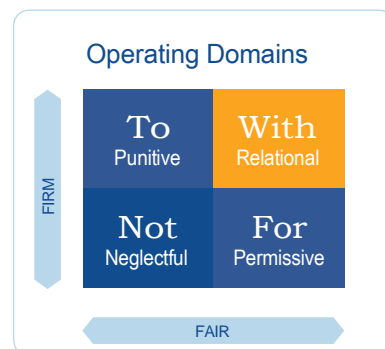 Operating Domains
To
Punitive
With
Relational
FIRM
Not
Neglectful
For
Permissive
FAIR